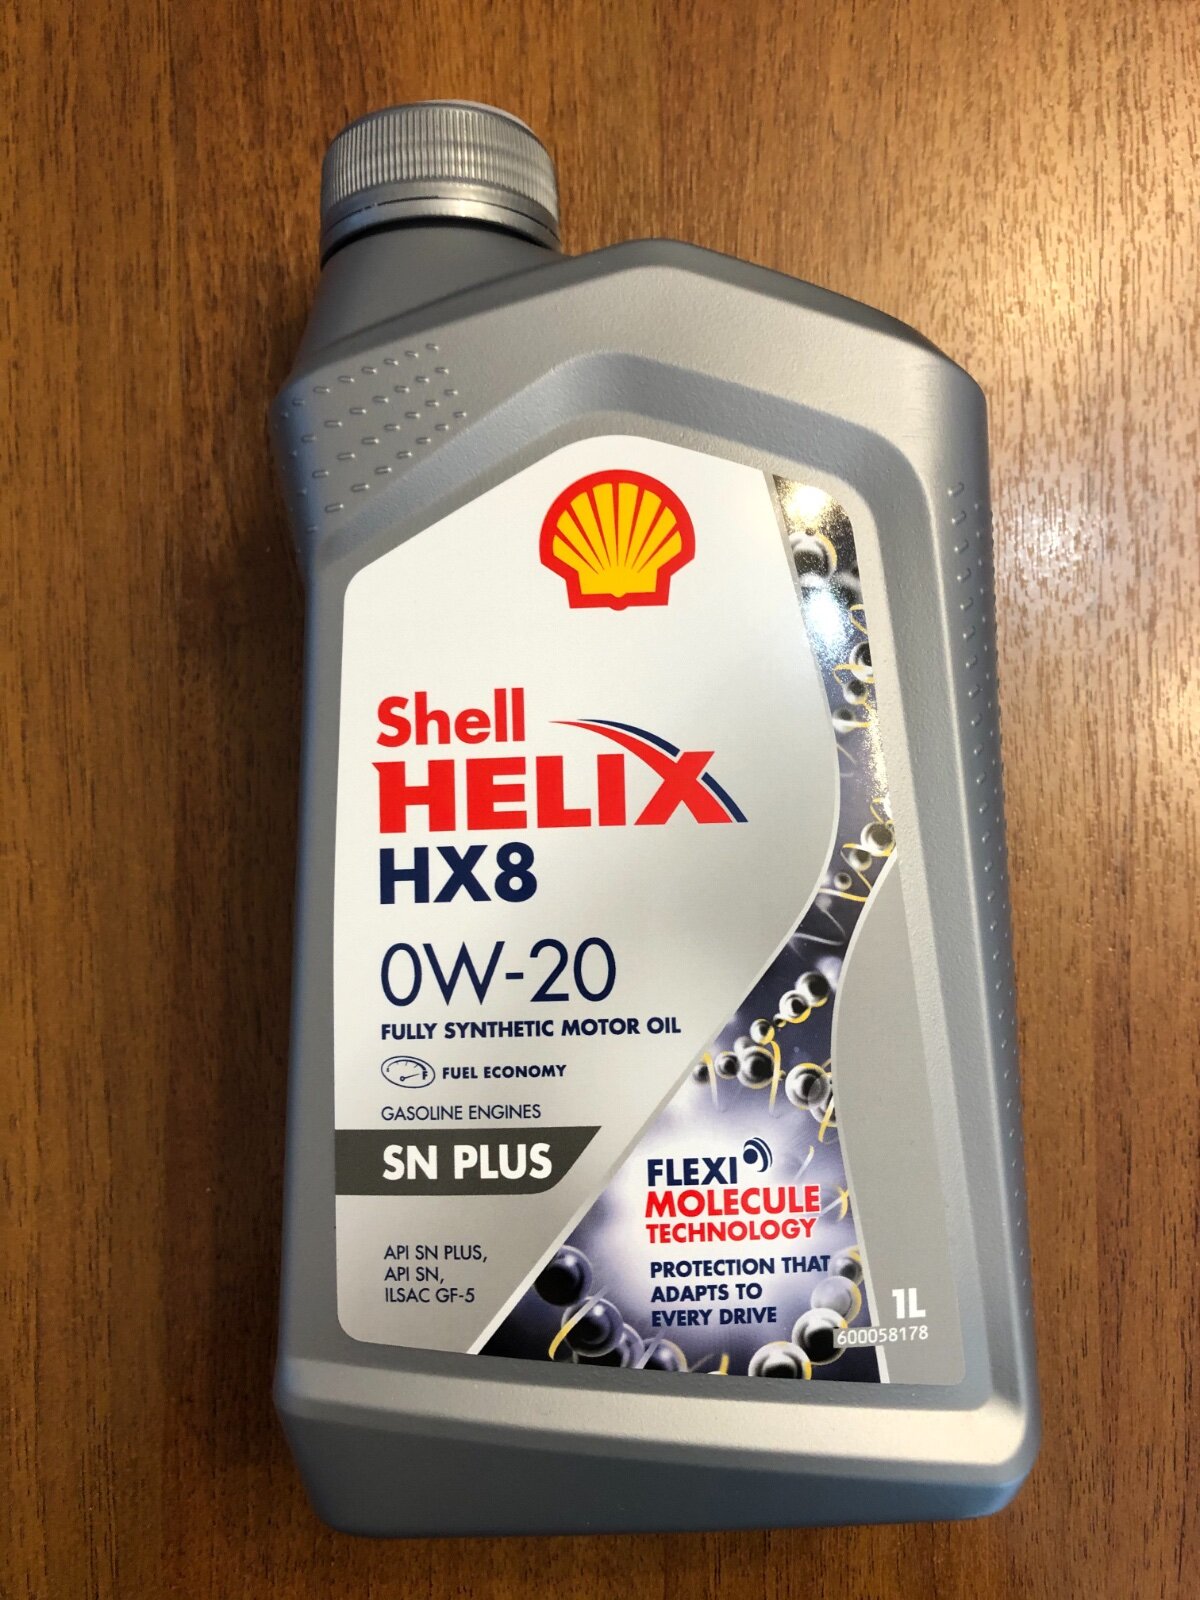 Shell
HELIX
HX8
0W-20
FULLY SYNTHETIC MOTOR OIL
FUEL ECONOMY
GASOLINE ENGINES
SN PLUS
API SN PLUS,
API SN,
ILSAC GF-5
FLEXI
MOLECULE
TECHNOLOGY
PROTECTION THAT
ADAPTS TO
EVERY DRIVE
1L
600058178